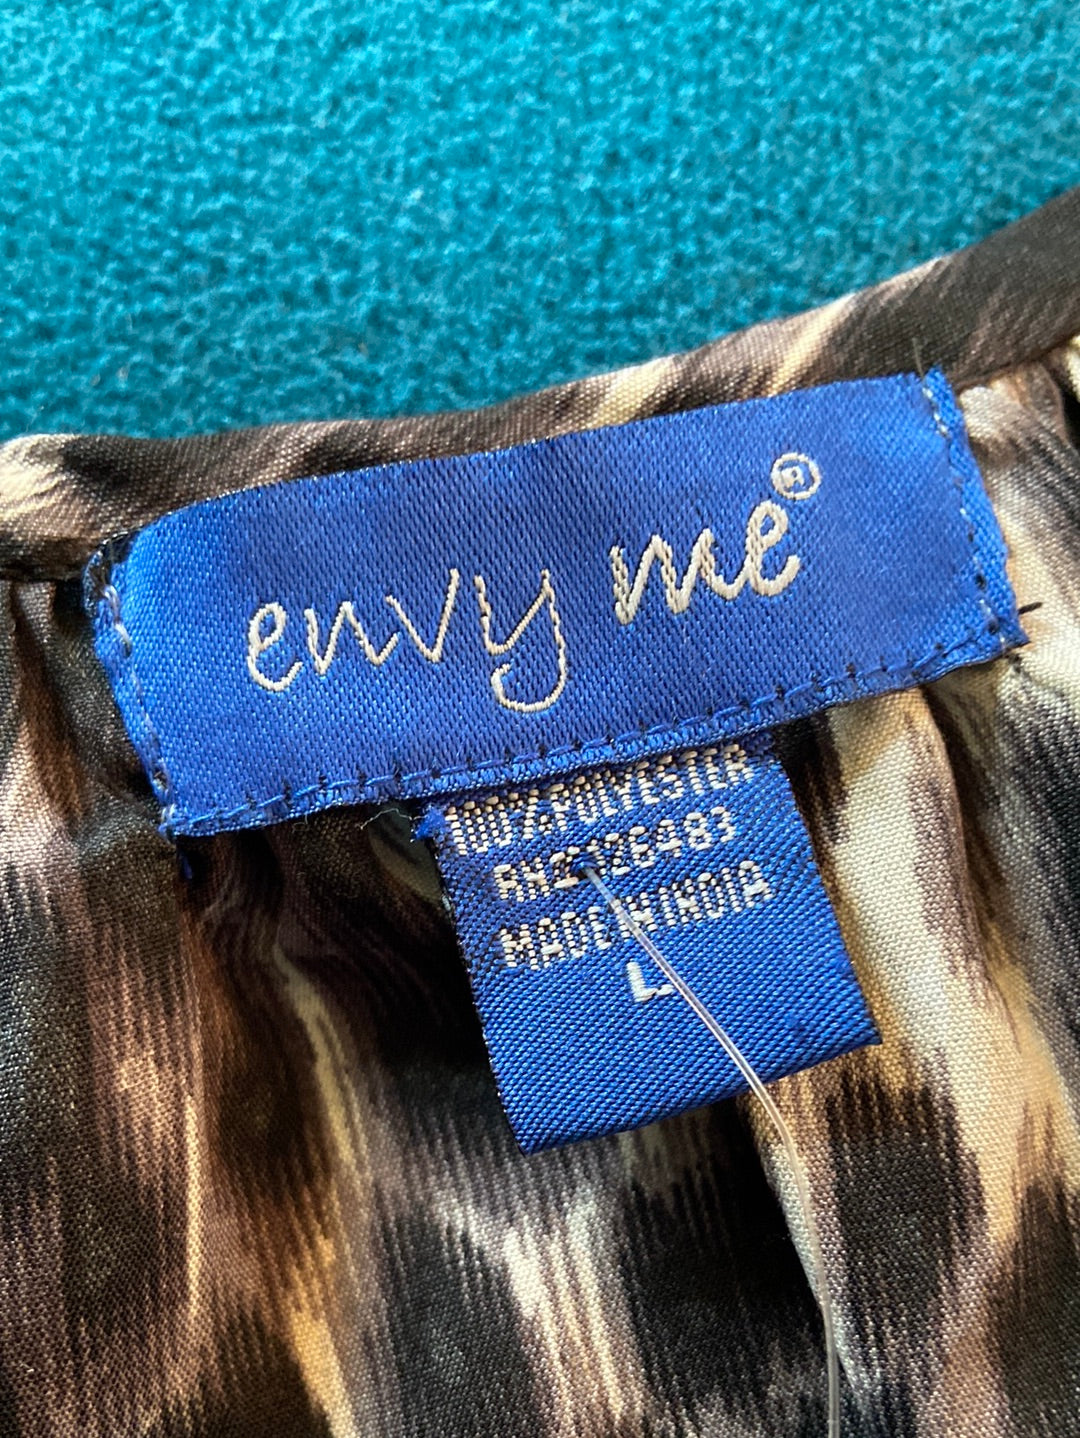 envy me®
100% POLYESTER
MADE IN INDIA
L